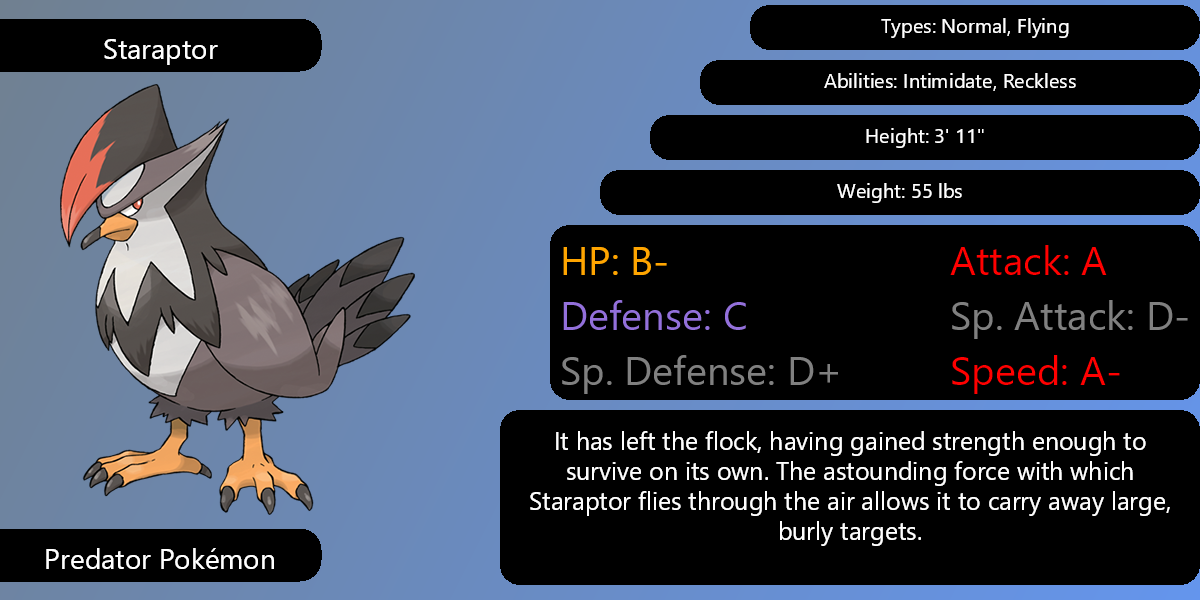 Staraptor
Types: Normal, Flying
Abilities: Intimidate, Reckless
Height: 3' 11"
Weight: 55 lbs
HP: B-
Attack: A
Defense: C
Sp. Attack: D-
Sp. Defense: D+
Speed: A-
It has left the flock, having gained strength enough to
survive on its own. The astounding force with which
Staraptor flies through the air allows it to carry away large,
burly targets.
Predator Pokémon